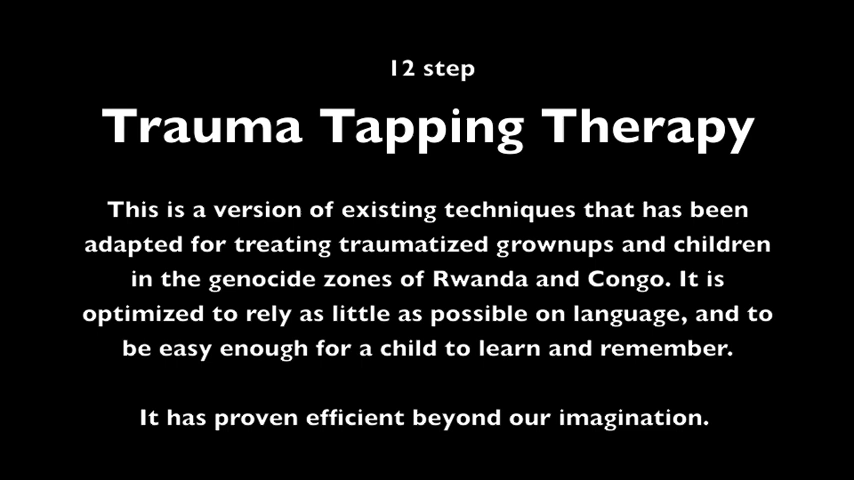 12 step
Trauma Tapping Therapy
This is a version of existing techniques that has been
adapted for treating traumatized grownups and children
in the genocide zones of Rwanda and Congo. It is
optimized to rely as little as possible on language, and to
be easy enough for a child to learn and remember.
It has proven efficient beyond our imagination.